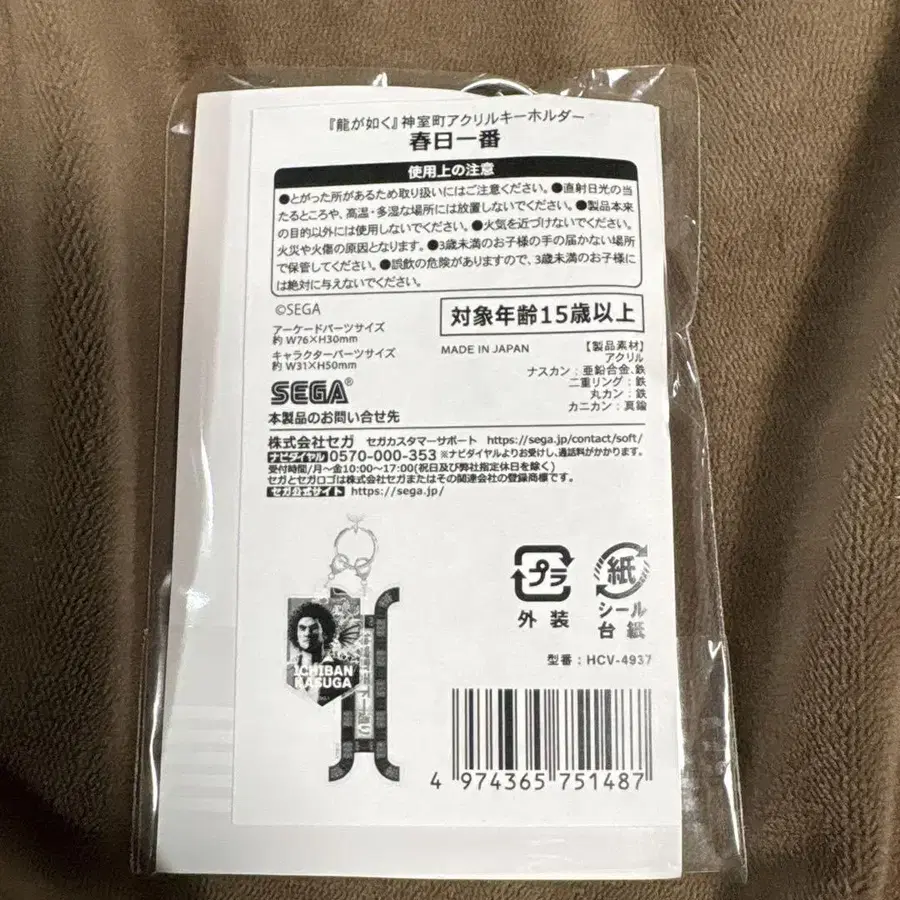 『龍が如く』神室町アクリルキーホルダー
春日一番
使用上の注意
●とがった所があるため取り扱いにはご注意ください。●直射日光の当
たるところや、高温・多湿な場所には放置しないでください。●製品本来
の目的以外には使用しないでください。●火気を近づけないでください。
火災や火傷の原因となります。●3歳未満のお子様の手の届かない場所
で保管してください。●誤飲の危険がありますので、3歳未満のお子様に
は絶対に与えないでください。
©SEGA
対象年齢15歳以上
アーケードパーツサイズ
約 W76×H30mm
キャラクターパーツサイズ
約 W31×H50mm
MADE IN JAPAN
【製品素材】
アクリル
ナスカン：亜鉛合金、鉄
二重リング：鉄
丸カン：鉄
カニカン：真鍮
SEGA®
本製品のお問い合せ先
株式会社セガ セガカスタマーサポート https://sega.jp/contact/soft/
ナビダイヤル 0570-000-353 ※ナビダイヤルよりお受けし、通話料がかかります。
受付時間/月～金10:00～17:00(祝日及び弊社指定休日を除く)
セガとセガロゴは株式会社セガまたはその関連会社の登録商標です。
セガ公式サイト https://sega.jp/
プラ
外装
紙
シール
台紙
型番：HCV-4937
ICHIBAN
KASUGA
4 974365 751487